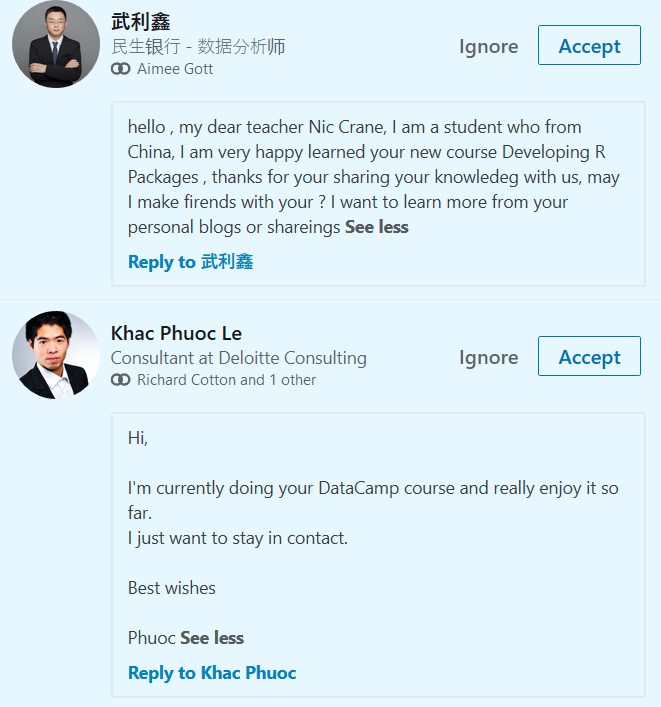 武利鑫
民生银行 - 数据分析师
Ignore
Accept
Aimee Gott
hello , my dear teacher Nic Crane, I am a student who from
China, I am very happy learned your new course Developing R
Packages , thanks for your sharing your knowledeg with us, may
I make firends with your ? I want to learn more from your
personal blogs or shareings See less
Reply to 武利鑫
Khac Phuoc Le
Consultant at Deloitte Consulting
Ignore
Accept
Richard Cotton and 1 other
Hi,
I'm currently doing your DataCamp course and really enjoy it so
far.
I just want to stay in contact.
Best wishes
Phuoc See less
Reply to Khac Phuoc